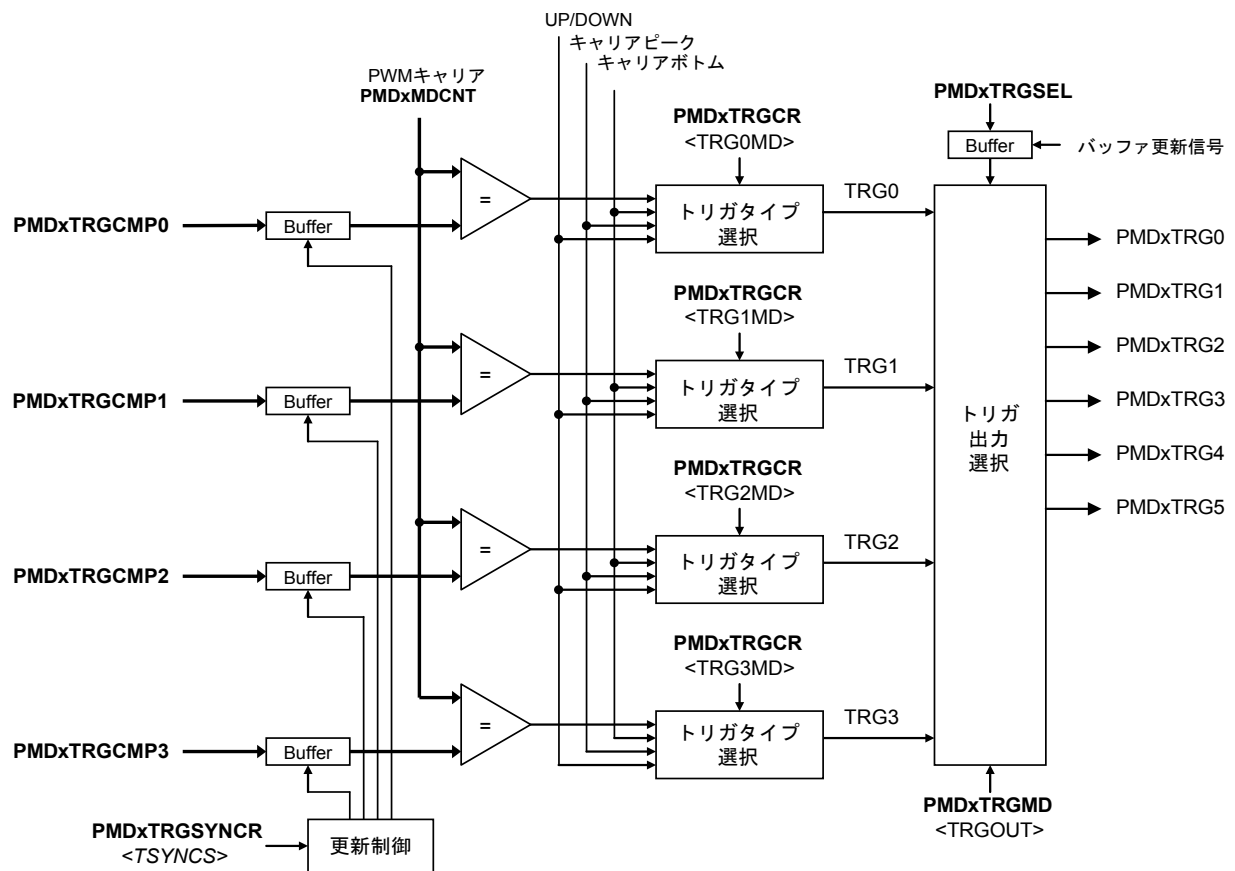 UP/DOWN
キャリアピーク
キャリアボトム
PWMキャリア
PMDxMDCNT
PMDxTRGCR
<TRG0MD>
PMDxTRGSEL
Buffer
バッファ更新信号
PMDxTRGCMP0
Buffer
=
トリガタイプ
選択
TRG0
PMDxTRG0
PMDxTRGCR
<TRG1MD>
PMDxTRG1
PMDxTRG2
PMDxTRGCMP1
Buffer
=
トリガタイプ
選択
TRG1
PMDxTRG3
トリガ
出力
選択
PMDxTRG4
PMDxTRGCR
<TRG2MD>
PMDxTRG5
PMDxTRGCMP2
Buffer
=
トリガタイプ
選択
TRG2
PMDxTRGCR
<TRG3MD>
PMDxTRGCMP3
Buffer
=
トリガタイプ
選択
TRG3
PMDxTRGMD
<TRGOUT>
PMDxTRGSYNCR
<TSYNCS>
更新制御